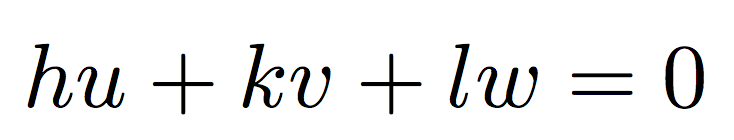 hu + kv + lw = 0